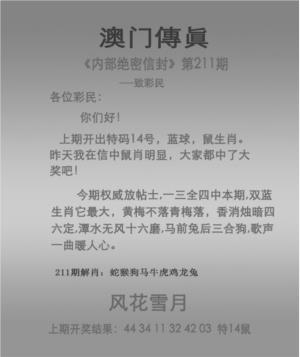 澳门傳真
《内部绝密信封》第211期
——致彩民
各位彩民：
你们好！
上期开出特码14号，蓝球，鼠生肖。
昨天我在信中鼠肖明显，大家都中了大
奖吧！
今期权威放帖士,一三全四中本期,双蓝
生肖它最大，黄梅不落青梅落，香消烛暗四
六定,潭水无风十六磨,马前兔后三合狗,歌声
一曲暖人心。
211期解肖：蛇猴狗马牛虎鸡龙兔
风花雪月
上期开奖结果：44 34 11 32 42 03 特14鼠